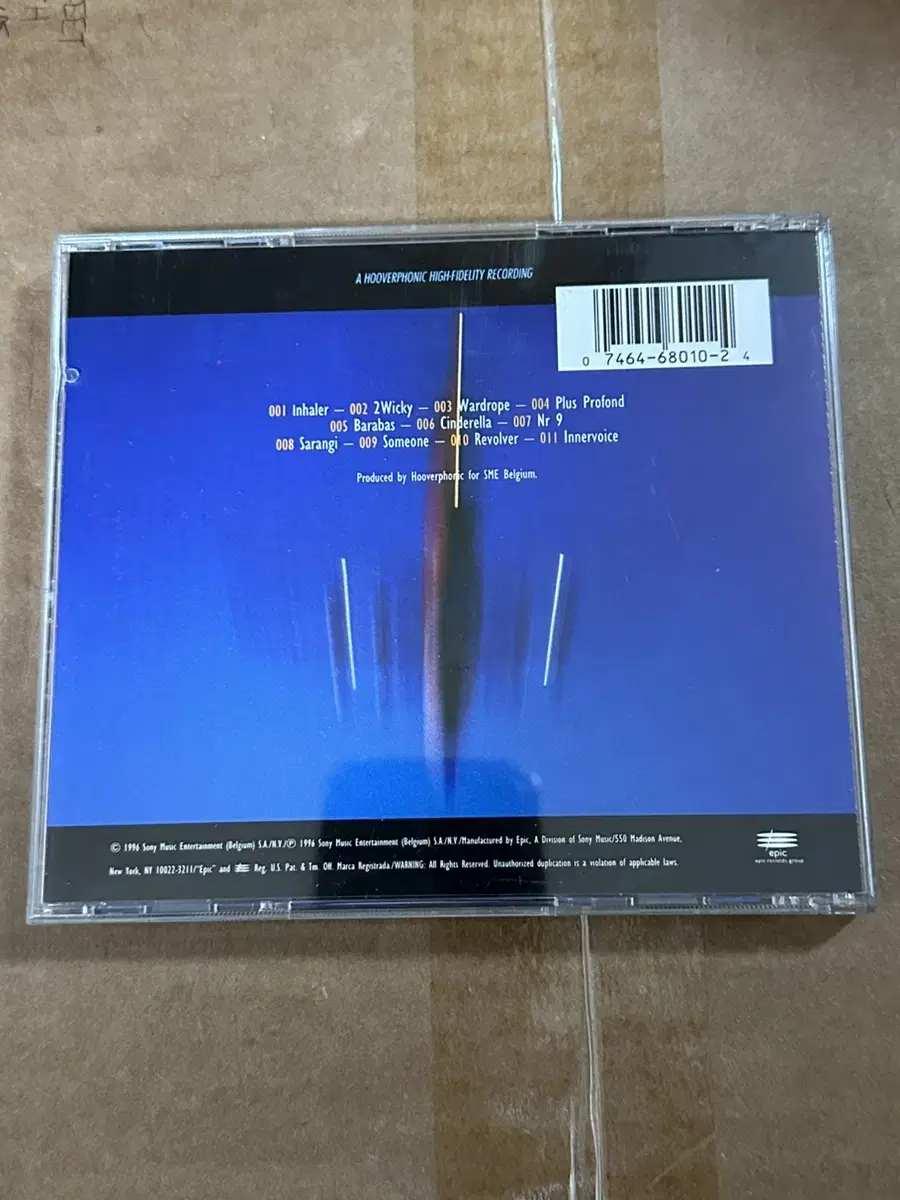 A HOOVERPHONIC HIGH-FIDELITY RECORDING
0 7464-68010-2 4
001 Inhaler – 002 2Wicky – 003 Wardrope – 004 Plus Profond
005 Barabas – 006 Cinderella – 007 Nr 9
008 Sarangi – 009 Someone – 010 Revolver – 011 Innervoice
Produced by Hooverphonic for SME Belgium.
© 1996 Sony Music Entertainment (Belgium) S.A./N.V./℗ 1996 Sony Music Entertainment (Belgium) S.A./N.V./Manufactured by Epic, A Division of Sony Music/550 Madison Avenue,
New York, NY 10022-3211/"Epic" and Reg. U.S. Pat. & Tm. Off. Marca Registrada/WARNING: All Rights Reserved. Unauthorized duplication is a violation of applicable laws.
epic
epic records group